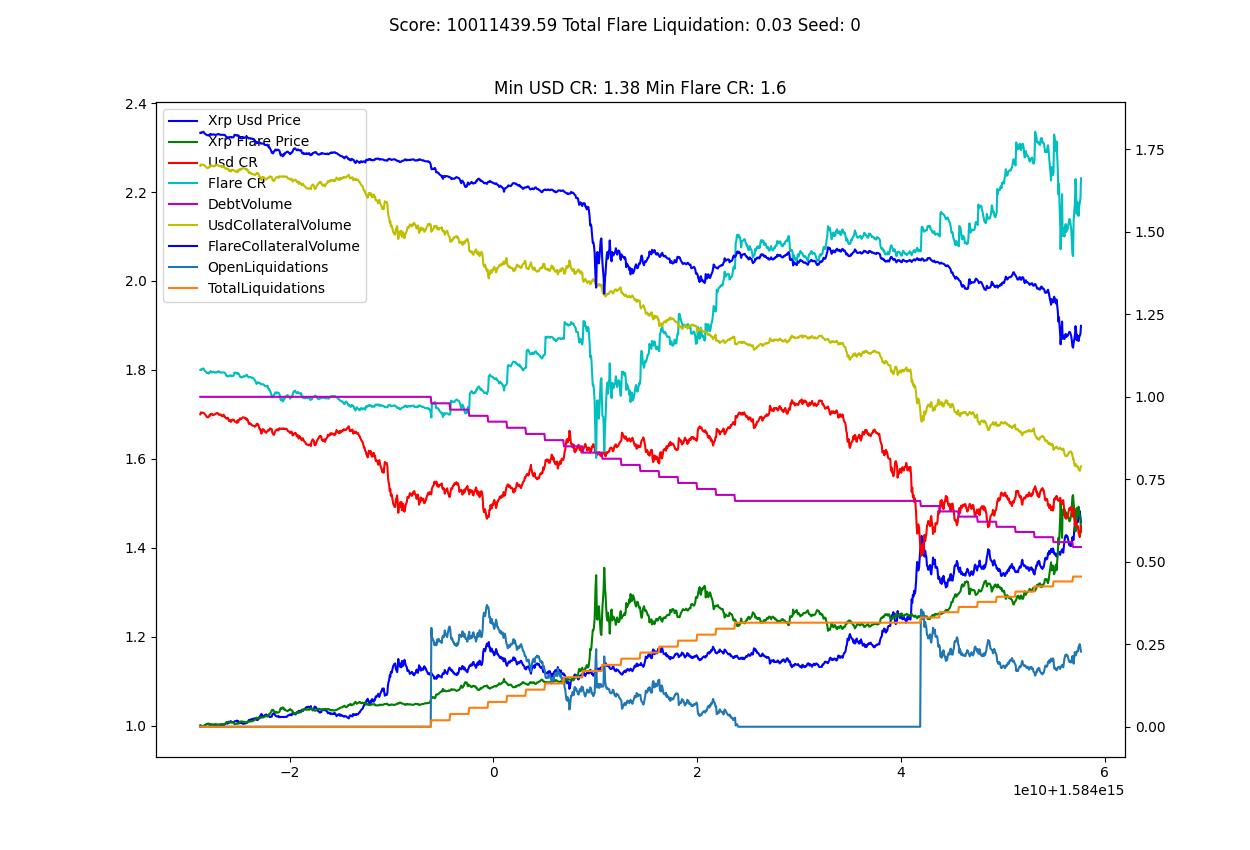 Score: 10011439.59 Total Flare Liquidation: 0.03 Seed: 0
Min USD CR: 1.38 Min Flare CR: 1.6
2.4
2.2
2.0
1.8
1.6
1.4
1.2
1.0
Xrp Usd Price
Xrp Flare Price
Usd CR
Flare CR
DebtVolume
UsdCollateralVolume
FlareCollateralVolume
OpenLiquidations
TotalLiquidations
1.75
1.50
1.25
1.00
0.75
0.50
0.25
0.00
−2 0 2 4 6
1e10+1.584e15